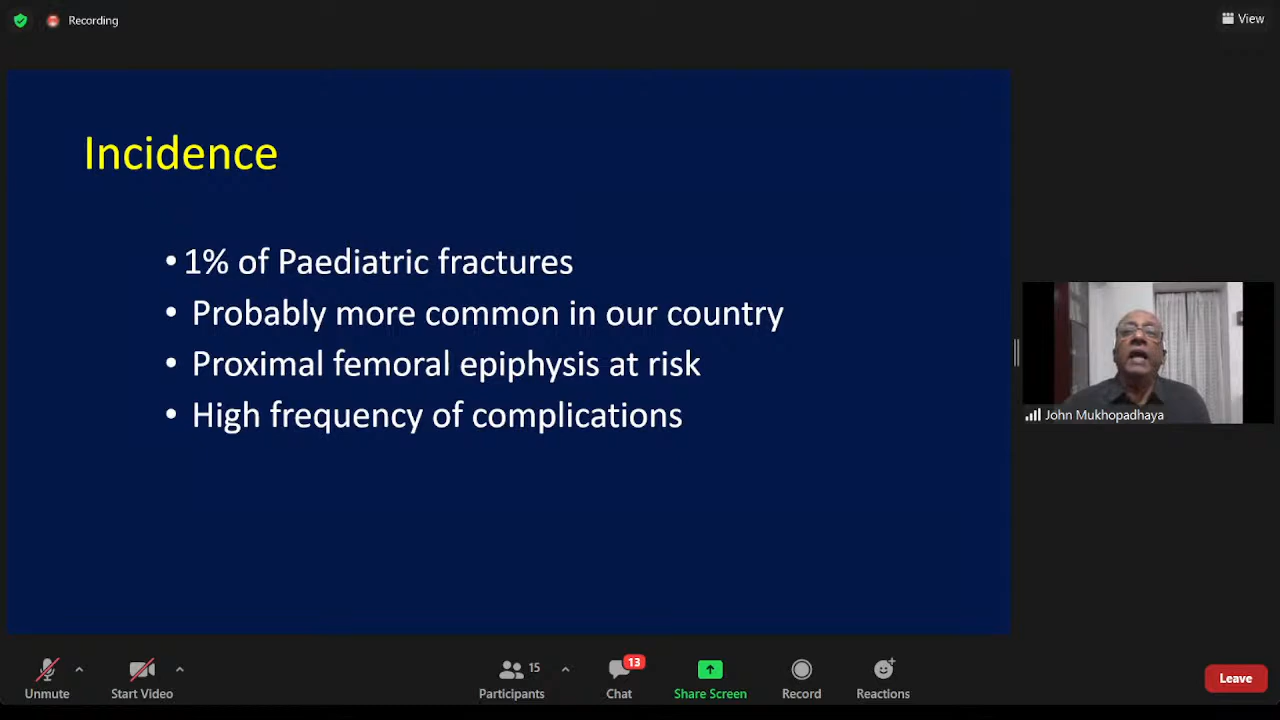 Recording
View
Incidence
•1% of Paediatric fractures
• Probably more common in our country
• Proximal femoral epiphysis at risk
• High frequency of complications
John Mukhopadhaya
Unmute
Start Video
15
Participants
13
Chat
Share Screen
Record
Reactions
Leave